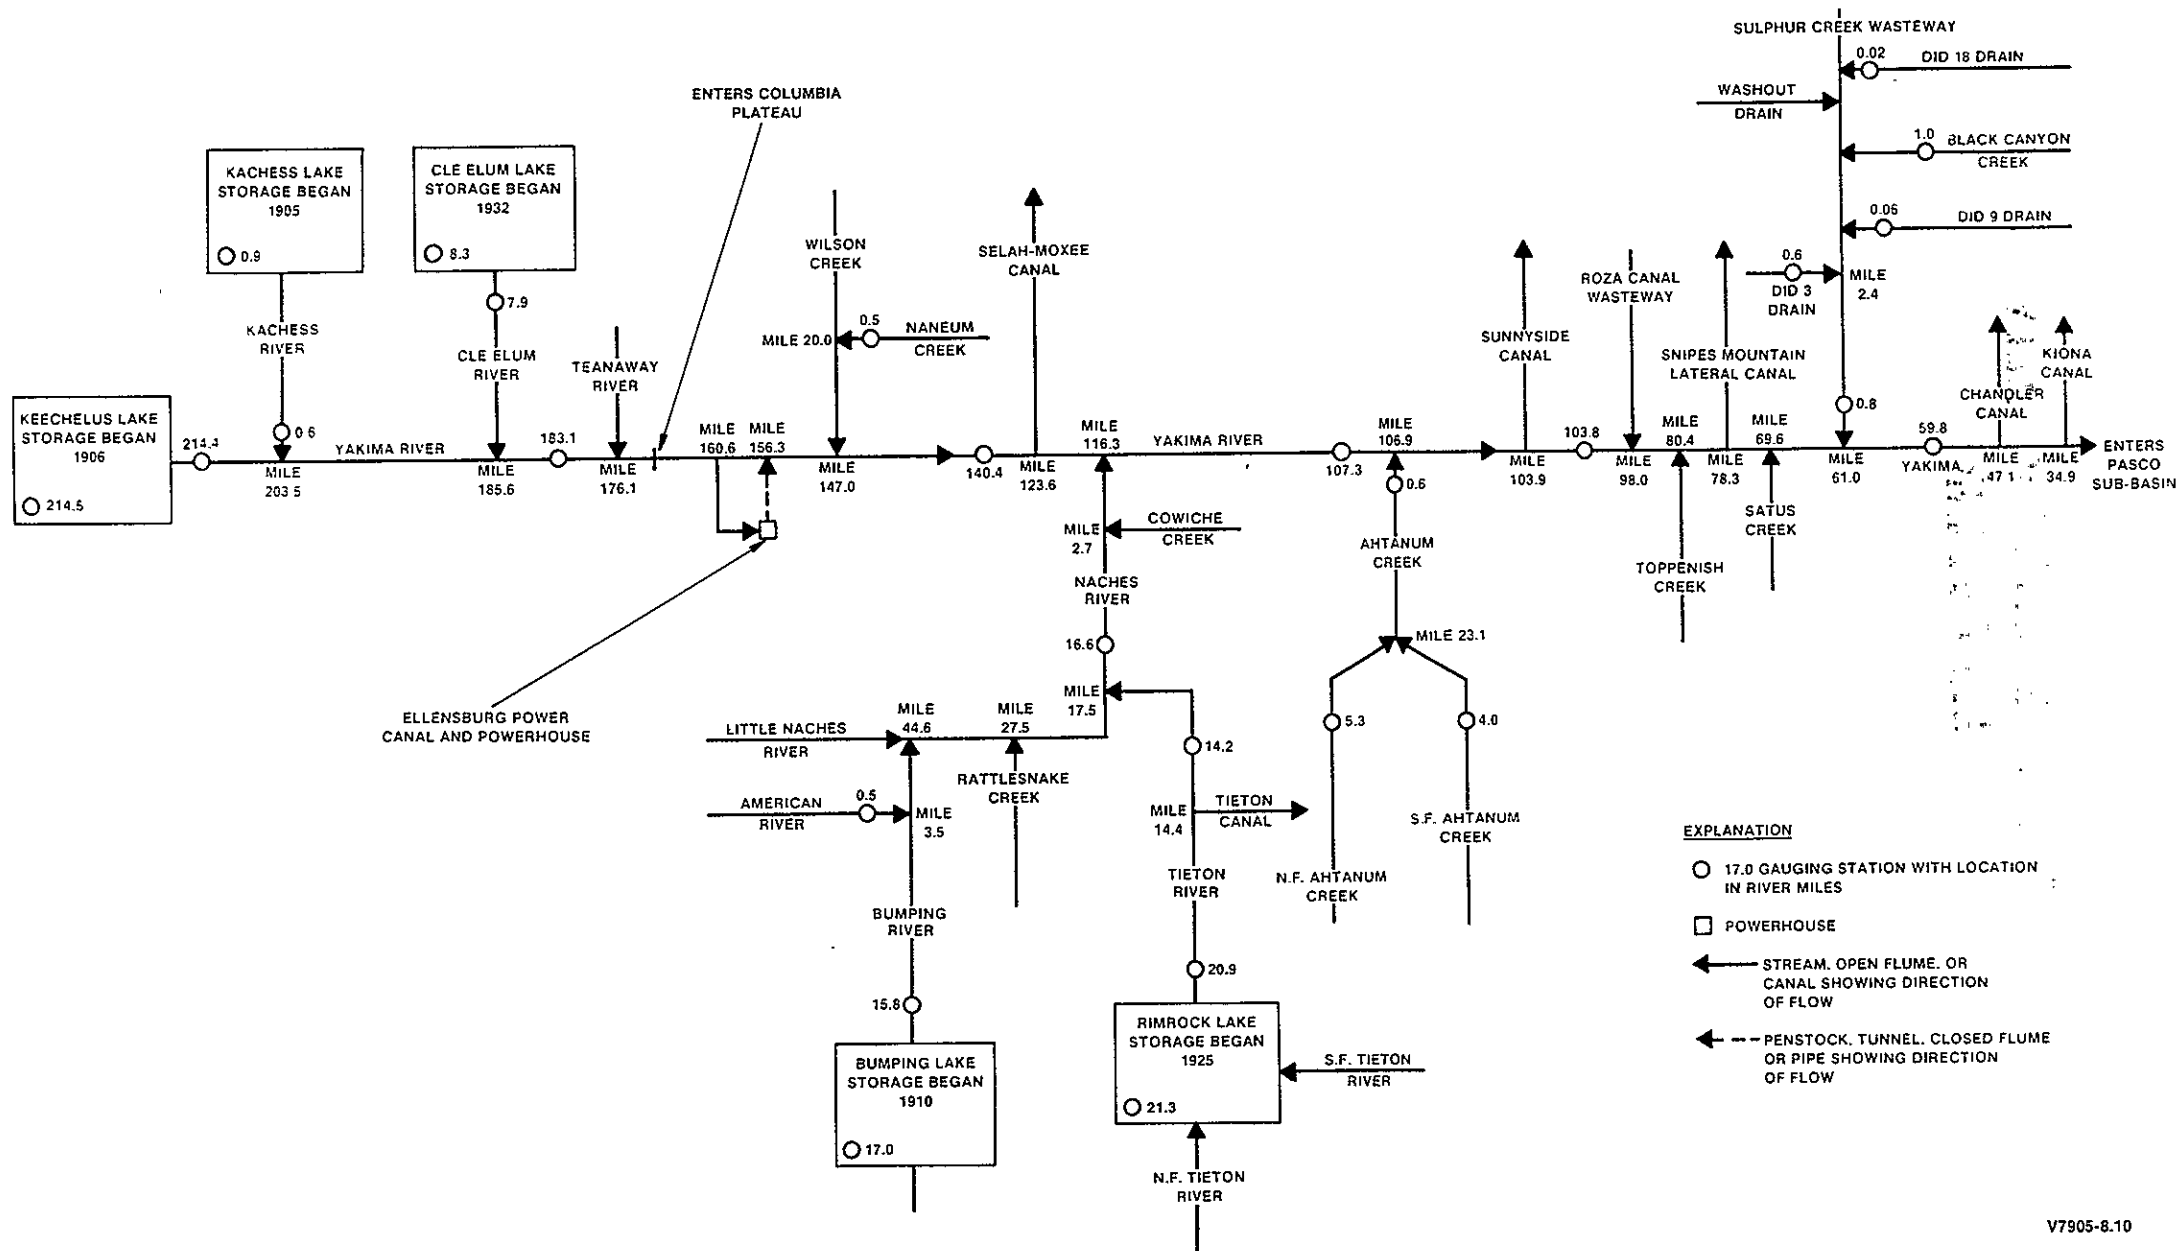 SULPHUR CREEK WASTEWAY
0.02
DID 18 DRAIN
WASHOUT
DRAIN
1.0
BLACK CANYON
CREEK
0.06
DID 9 DRAIN
0.6
DID 3
DRAIN
MILE
2.4
0.8
ENTERS COLUMBIA
PLATEAU
KACHESS LAKE
STORAGE BEGAN
1905
0.9
CLE ELUM LAKE
STORAGE BEGAN
1932
8.3
7.9
KACHESS
RIVER
0.6
CLE ELUM
RIVER
TEANAWAY
RIVER
WILSON
CREEK
MILE 20.0
0.5
NANEUM
CREEK
SELAH-MOXEE
CANAL
SUNNYSIDE
CANAL
ROZA CANAL
WASTEWAY
SNIPES MOUNTAIN
LATERAL CANAL
CHANDLER
CANAL
KIONA
CANAL
KEECHELUS LAKE
STORAGE BEGAN
1906
214.5
214.4
MILE
203.5
YAKIMA RIVER
MILE
185.6
183.1
MILE
176.1
MILE
160.6
MILE
156.3
MILE
147.0
140.4
MILE
123.6
MILE
116.3
YAKIMA RIVER
107.3
MILE
106.9
MILE
103.9
103.8
MILE
98.0
MILE
80.4
MILE
78.3
MILE
69.6
MILE
61.0
59.8
YAKIMA
MILE
47.1
MILE
34.9
ENTERS
PASCO
SUB-BASIN
ELLENSBURG POWER
CANAL AND POWERHOUSE
MILE
2.7
COWICHE
CREEK
NACHES
RIVER
16.6
MILE
17.5
LITTLE NACHES
RIVER
MILE
44.6
MILE
27.5
RATTLESNAKE
CREEK
AMERICAN
RIVER
0.5
MILE
3.5
BUMPING
RIVER
15.8
BUMPING LAKE
STORAGE BEGAN
1910
17.0
14.2
MILE
14.4
TIETON
CANAL
TIETON
RIVER
20.9
RIMROCK LAKE
STORAGE BEGAN
1925
21.3
S.F. TIETON
RIVER
N.F. TIETON
RIVER
0.6
AHTANUM
CREEK
MILE 23.1
5.3
4.0
N.F. AHTANUM
CREEK
S.F. AHTANUM
CREEK
TOPPENISH
CREEK
SATUS
CREEK
EXPLANATION
17.0 GAUGING STATION WITH LOCATION
IN RIVER MILES
POWERHOUSE
STREAM, OPEN FLUME, OR
CANAL SHOWING DIRECTION
OF FLOW
PENSTOCK, TUNNEL, CLOSED FLUME
OR PIPE SHOWING DIRECTION
OF FLOW
V7905-8.10